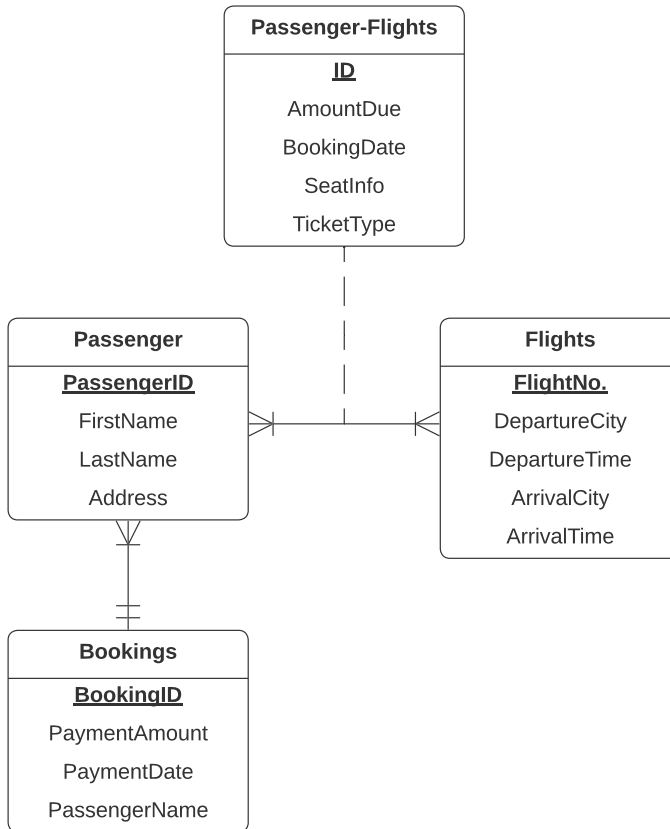 Passenger-Flights
ID
AmountDue
BookingDate
SeatInfo
TicketType
Passenger
PassengerID
FirstName
LastName
Address
Flights
FlightNo.
DepartureCity
DepartureTime
ArrivalCity
ArrivalTime
Bookings
BookingID
PaymentAmount
PaymentDate
PassengerName